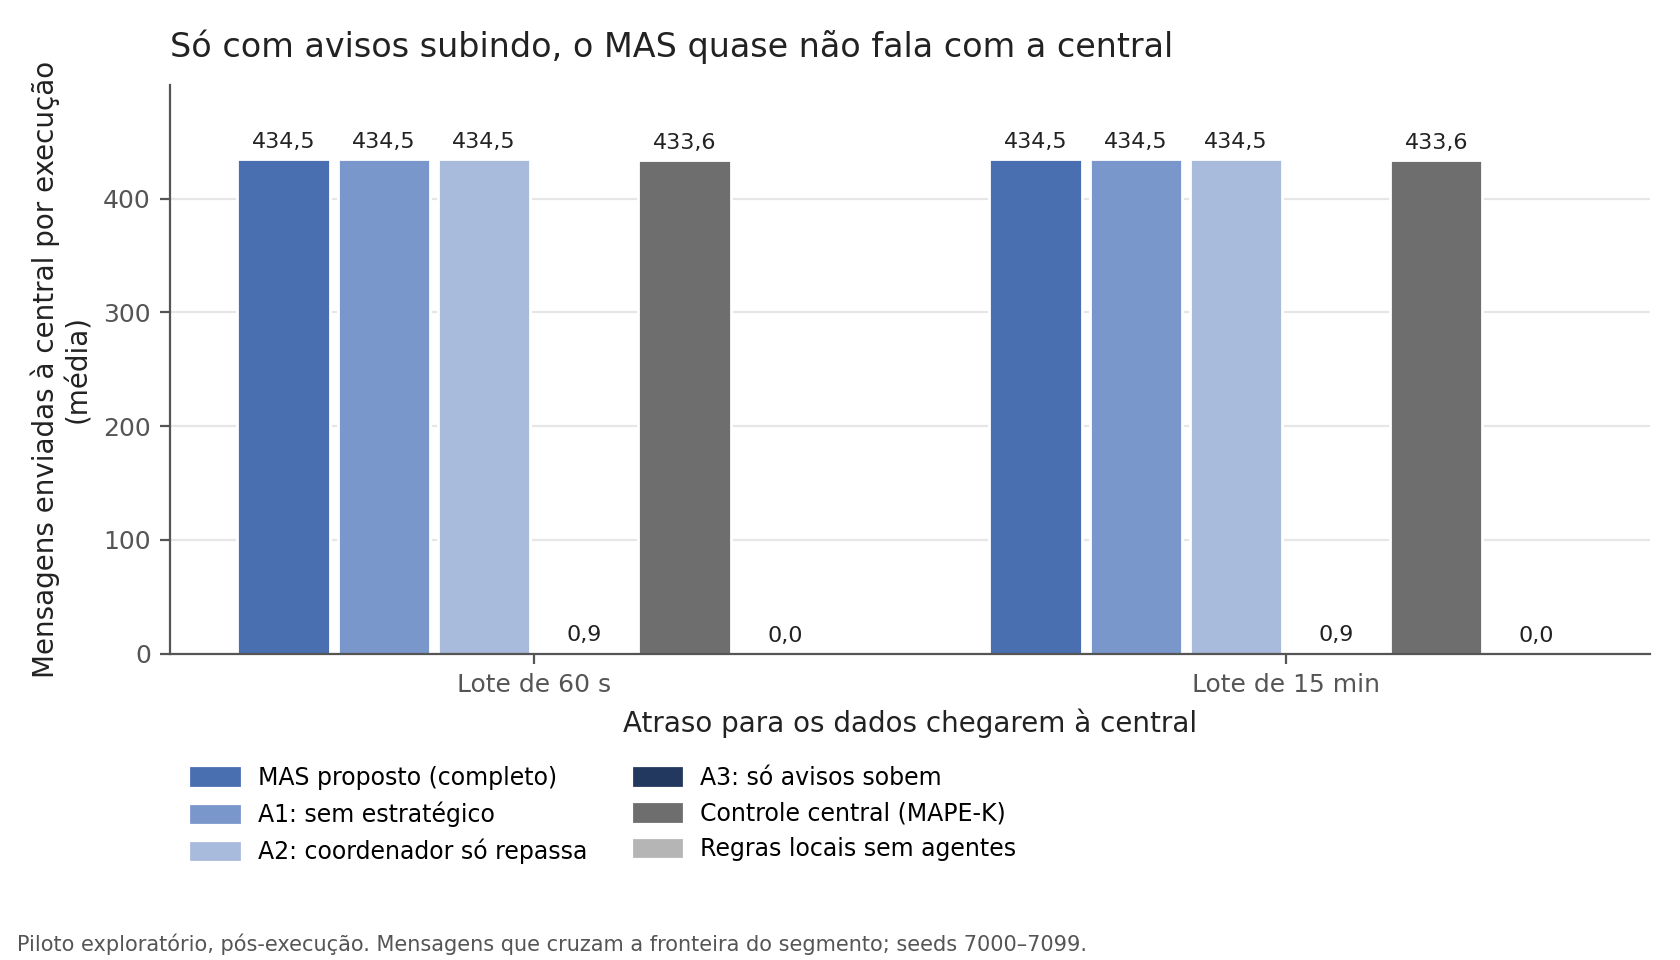 Só com avisos subindo, o MAS quase não fala com a central
Mensagens enviadas à central por execução
(média)
400
300
200
100
0
434,5
434,5
434,5
0,9
433,6
0,0
434,5
434,5
434,5
0,9
433,6
0,0
Lote de 60 s
Lote de 15 min
Atraso para os dados chegarem à central
MAS proposto (completo)
A1: sem estratégico
A2: coordenador só repassa
A3: só avisos sobem
Controle central (MAPE-K)
Regras locais sem agentes
Piloto exploratório, pós-execução. Mensagens que cruzam a fronteira do segmento; seeds 7000–7099.